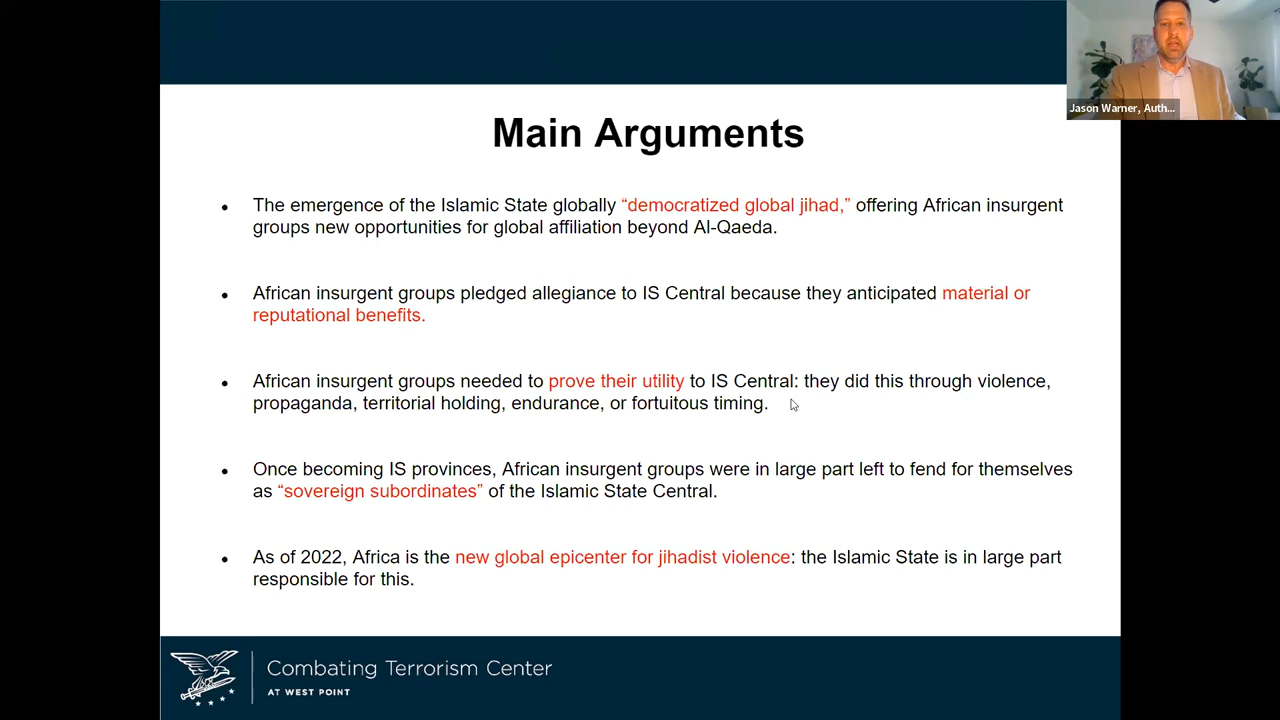 Jason Warner, Auth...
Main Arguments
• The emergence of the Islamic State globally “democratized global jihad,” offering African insurgent
groups new opportunities for global affiliation beyond Al-Qaeda.
• African insurgent groups pledged allegiance to IS Central because they anticipated material or
reputational benefits.
• African insurgent groups needed to prove their utility to IS Central: they did this through violence,
propaganda, territorial holding, endurance, or fortuitous timing.
• Once becoming IS provinces, African insurgent groups were in large part left to fend for themselves
as “sovereign subordinates” of the Islamic State Central.
• As of 2022, Africa is the new global epicenter for jihadist violence: the Islamic State is in large part
responsible for this.
Combating Terrorism Center
AT WEST POINT